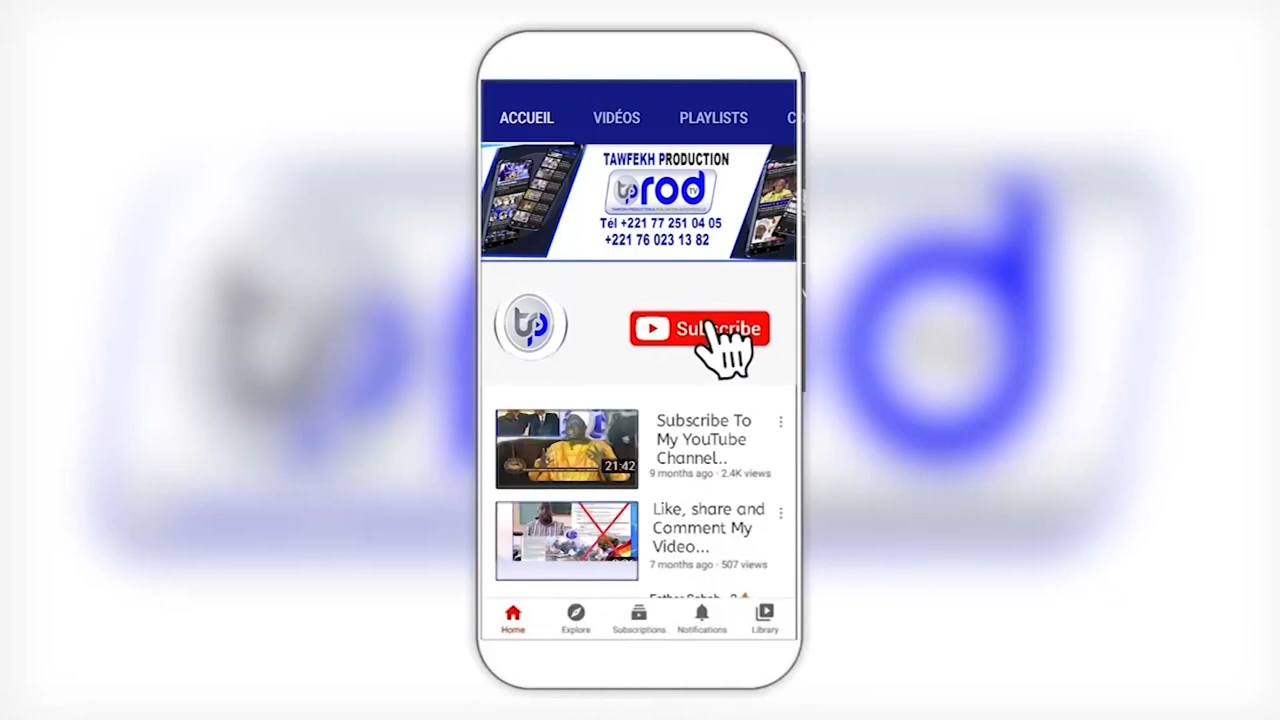 ACCUEIL VIDÉOS PLAYLISTS
TAWFEKH PRODUCTION
tprod TV
Tél +221 77 251 04 05
+221 76 023 13 82
tp
Subscribe
21:42
Subscribe To
My YouTube
Channel..
9 months ago · 2.4K views
Like, share and
Comment My
Video...
7 months ago · 507 views
Home Explore Subscriptions Notifications Library